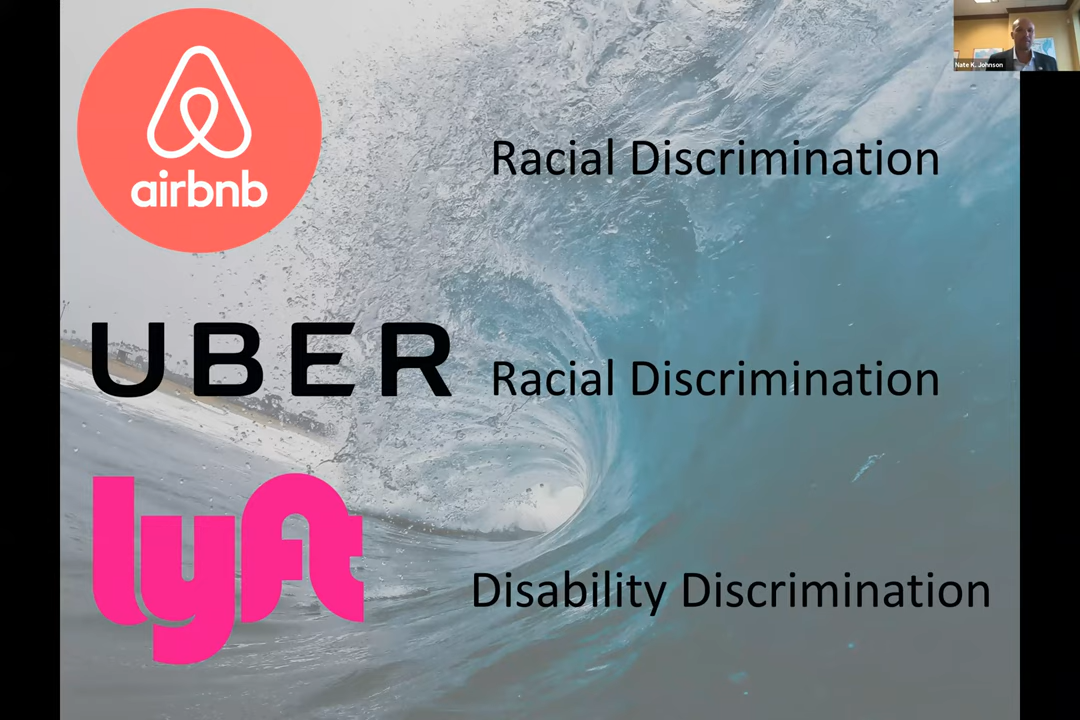 airbnb
Nate K. Johnson
Racial Discrimination
UBER
Racial Discrimination
lyft
Disability Discrimination